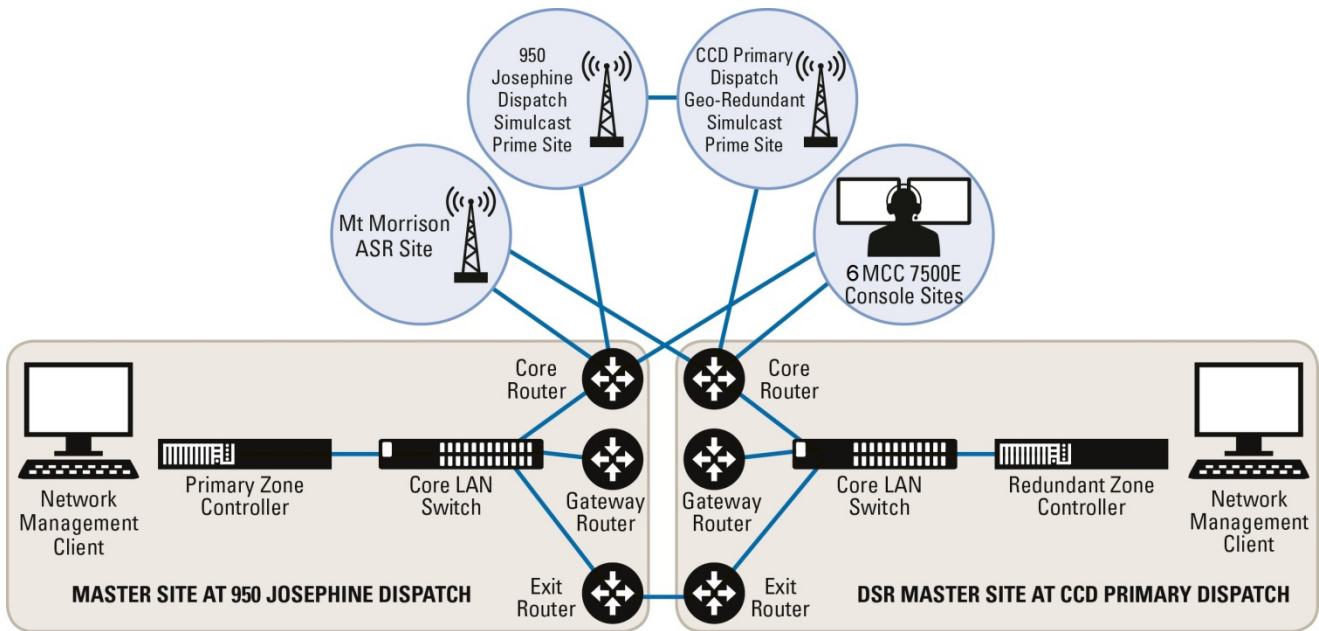 950
Josephine
Dispatch
Simulcast
Prime Site
CCD Primary
Dispatch
Geo-Redundant
Simulcast
Prime Site
Mt Morrison
ASR Site
6 MCC 7500E
Console Sites
Core
Router
Core
Router
Network
Management
Client
Primary Zone
Controller
Core LAN
Switch
Gateway
Router
Gateway
Router
Core LAN
Switch
Redundant Zone
Controller
Network
Management
Client
MASTER SITE AT 950 JOSEPHINE DISPATCH
Exit
Router
Exit
Router
DSR MASTER SITE AT CCD PRIMARY DISPATCH